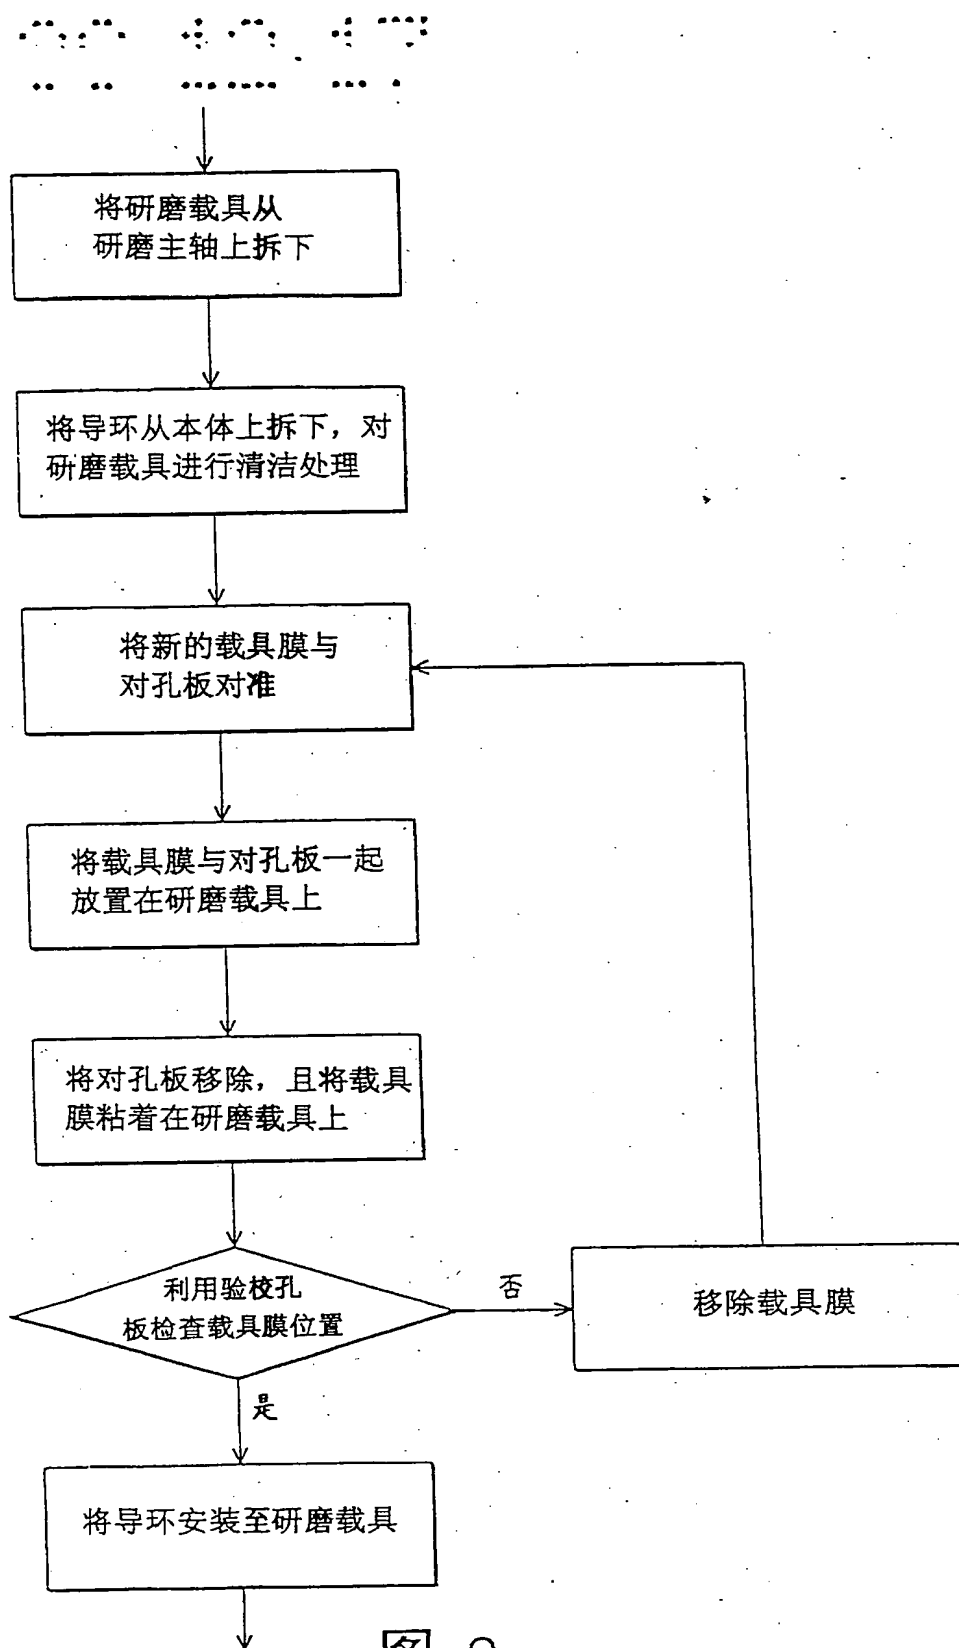 将研磨载具从
研磨主轴上拆下
将导环从本体上拆下，对
研磨载具进行清洁处理
将新的载具膜与
对孔板对准
将载具膜与对孔板一起
放置在研磨载具上
将对孔板移除，且将载具
膜粘着在研磨载具上
利用验校孔
板检查载具膜位置
否
移除载具膜
是
将导环安装至研磨载具